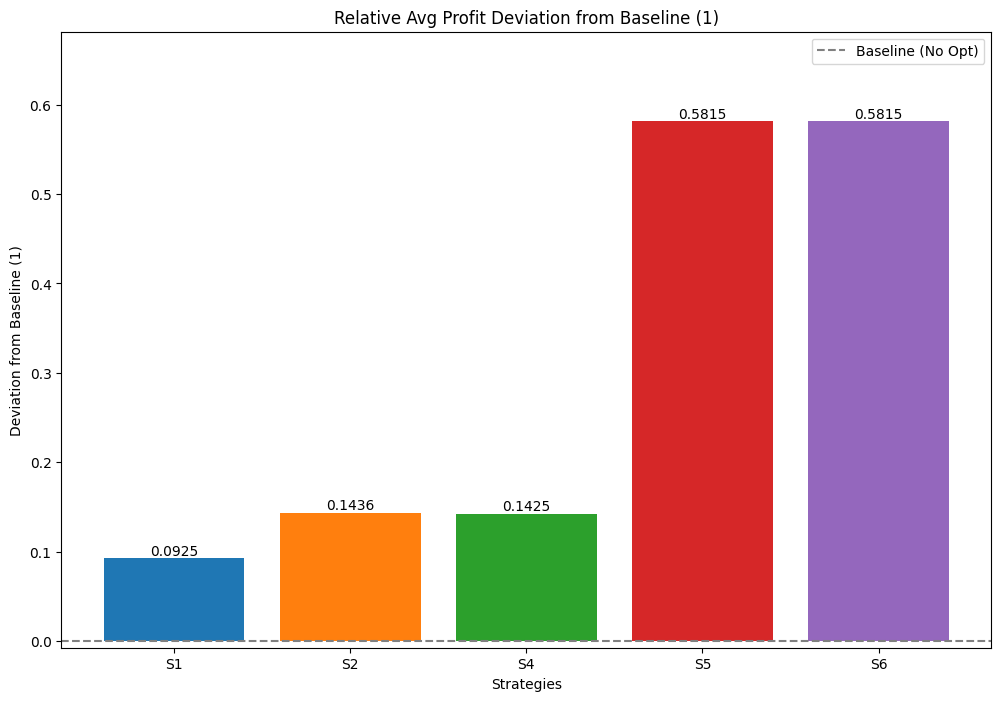 Relative Avg Profit Deviation from Baseline (1)
Baseline (No Opt)
Deviation from Baseline (1)
0.6
0.5
0.4
0.3
0.2
0.1
0.0
0.0925
0.1436
0.1425
0.5815
0.5815
S1
S2
S4
S5
S6
Strategies